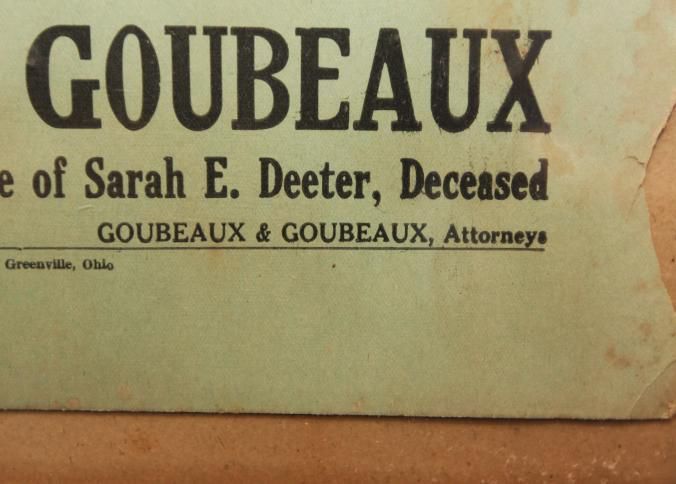 GOUBEAUX
e of Sarah E. Deeter, Deceased
GOUBEAUX & GOUBEAUX, Attorneys
Greenville, Ohio